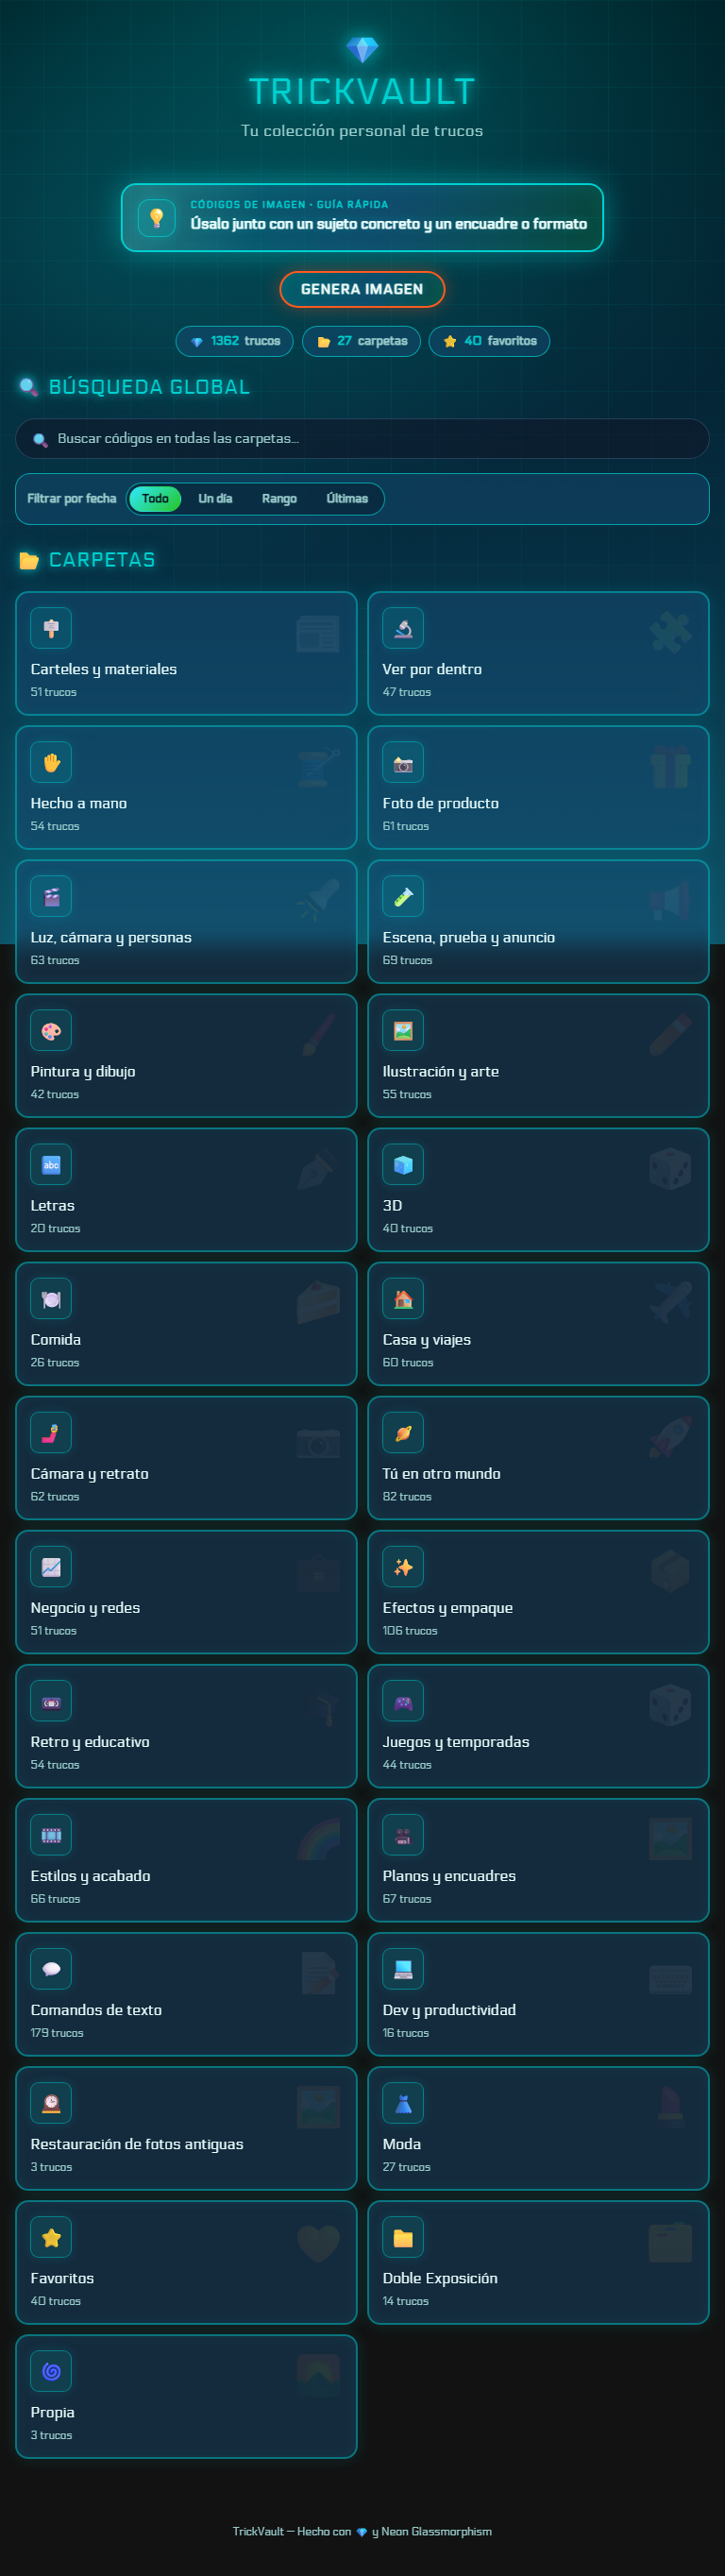 TRICKVAULT
Tu colección personal de trucos
CÓDIGOS DE IMAGEN • GUÍA RÁPIDA
Úsalo junto con un sujeto concreto y un encuadre o formato
GENERA IMAGEN
1362 trucos
27 carpetas
40 favoritos
BÚSQUEDA GLOBAL
Buscar códigos en todas las carpetas...
Filtrar por fecha
Todo
Un día
Rango
Últimas
CARPETAS
Carteles y materiales
51 trucos
Ver por dentro
47 trucos
Hecho a mano
54 trucos
Foto de producto
61 trucos
Luz, cámara y personas
63 trucos
Escena, prueba y anuncio
69 trucos
Pintura y dibujo
42 trucos
Ilustración y arte
55 trucos
abc
Letras
20 trucos
3D
40 trucos
Comida
26 trucos
Casa y viajes
60 trucos
Cámara y retrato
62 trucos
Tú en otro mundo
82 trucos
Negocio y redes
51 trucos
Efectos y empaque
106 trucos
Retro y educativo
54 trucos
Juegos y temporadas
44 trucos
Estilos y acabado
66 trucos
Planos y encuadres
67 trucos
Comandos de texto
179 trucos
Dev y productividad
16 trucos
Restauración de fotos antiguas
3 trucos
Moda
27 trucos
Favoritos
40 trucos
Doble Exposición
14 trucos
Propia
3 trucos
TrickVault — Hecho con 💎 y Neon Glassmorphism